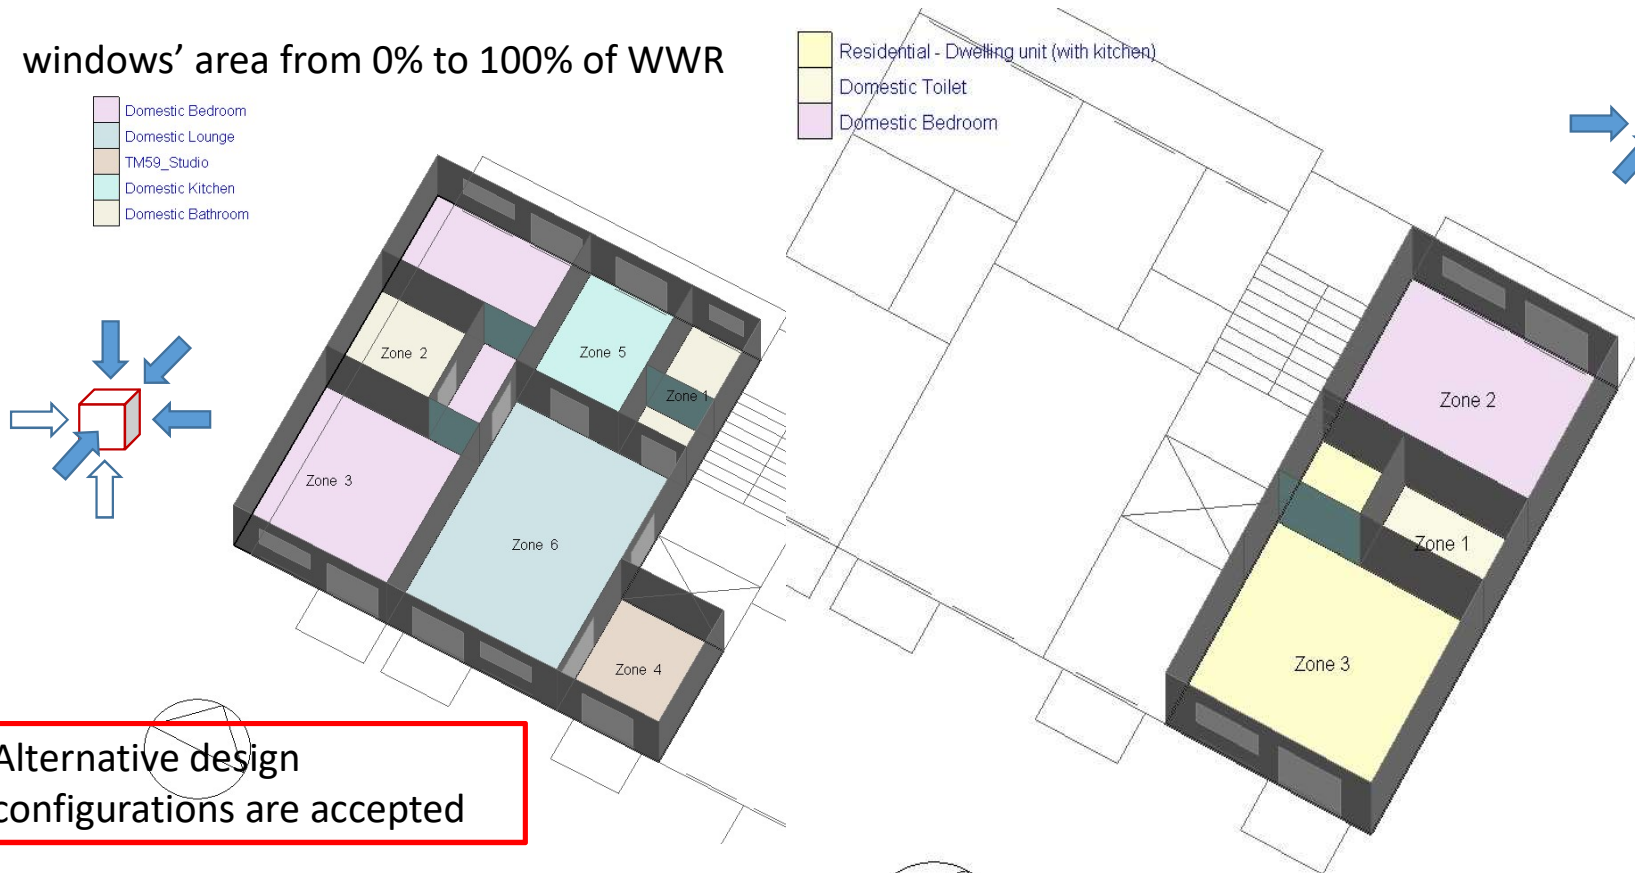 windows’ area from 0% to 100% of WWR
Domestic Bedroom
Domestic Lounge
TM59_Studio
Domestic Kitchen
Domestic Bathroom
Zone 2
Zone 5
Zone 1
Zone 3
Zone 6
Zone 4
Alternative design
configurations are accepted
Residential - Dwelling unit (with kitchen)
Domestic Toilet
Domestic Bedroom
Zone 2
Zone 1
Zone 3